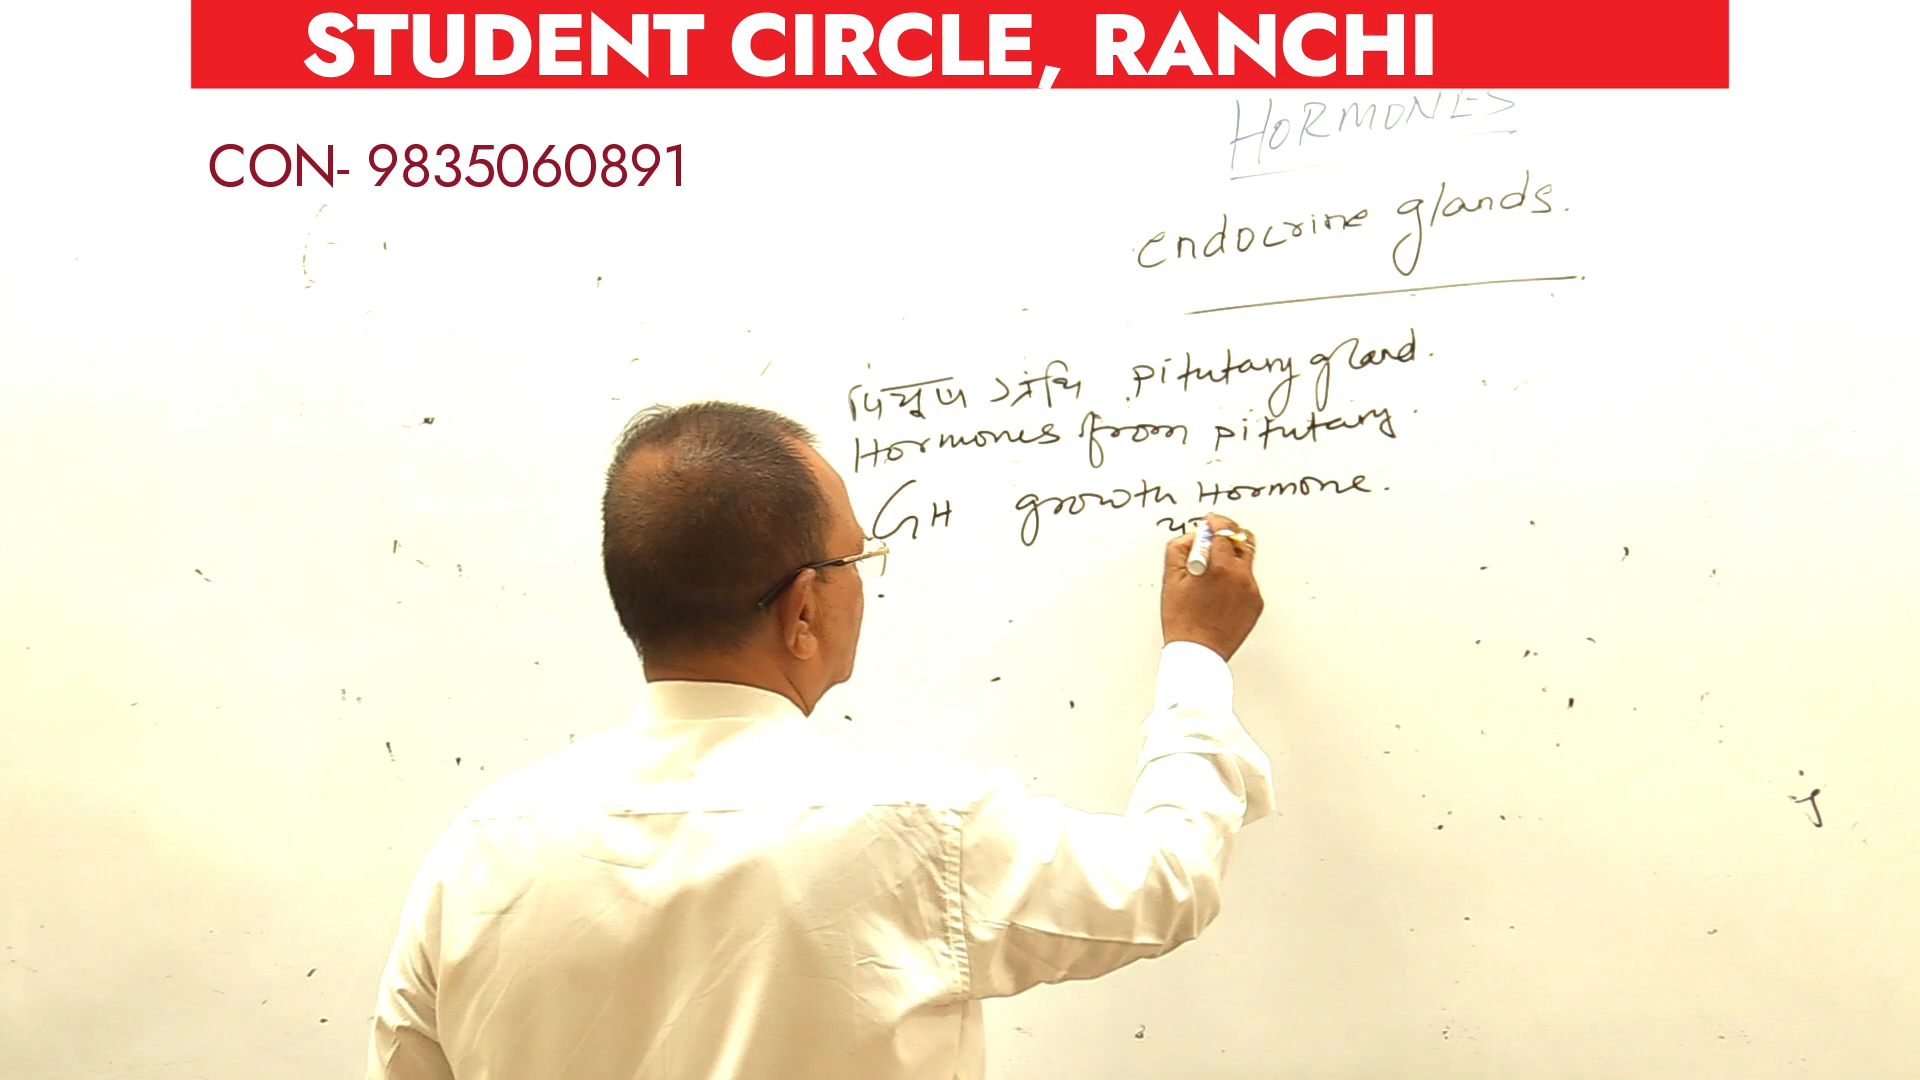 STUDENT CIRCLE, RANCHI
CON- 9835060891
HORMONES
endocrine glands.
पियूष ग्रंथि pitutary gland.
Hormones from pitutary.
GH growth Hormone.